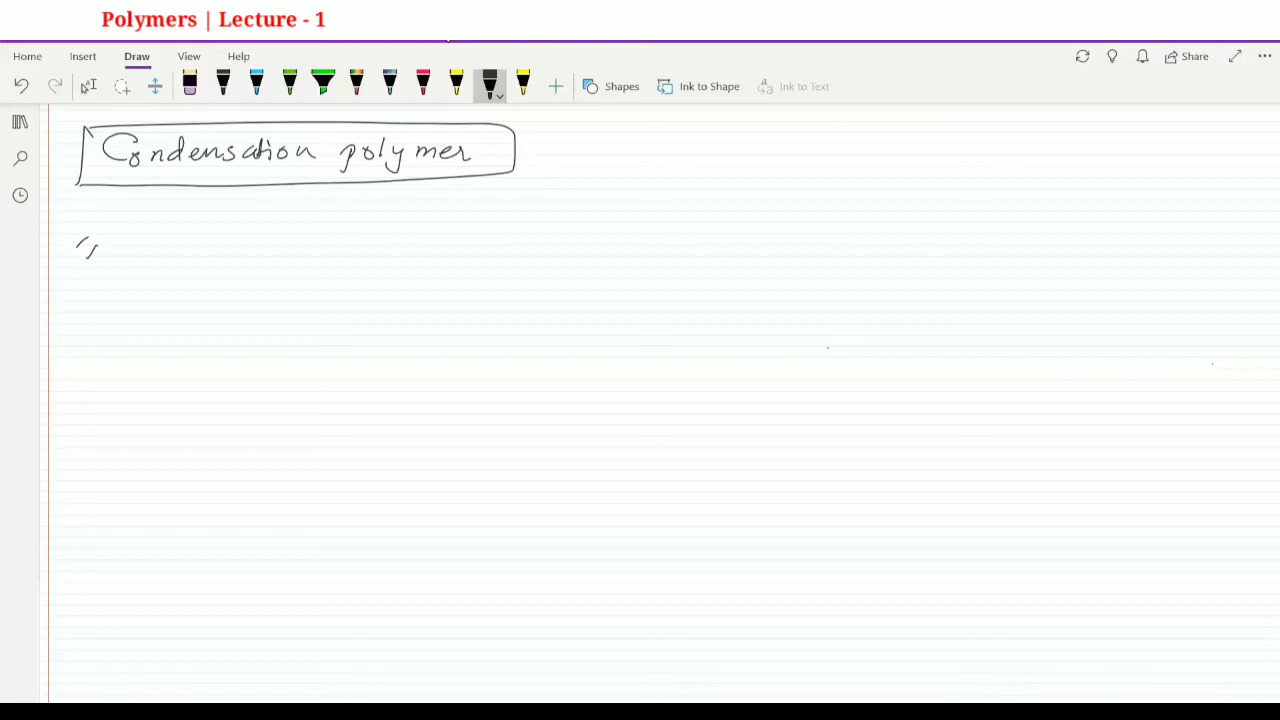 Polymers | Lecture - 1
Home Insert Draw View Help Share
Shapes Ink to Shape Ink to Text
Condensation polymer